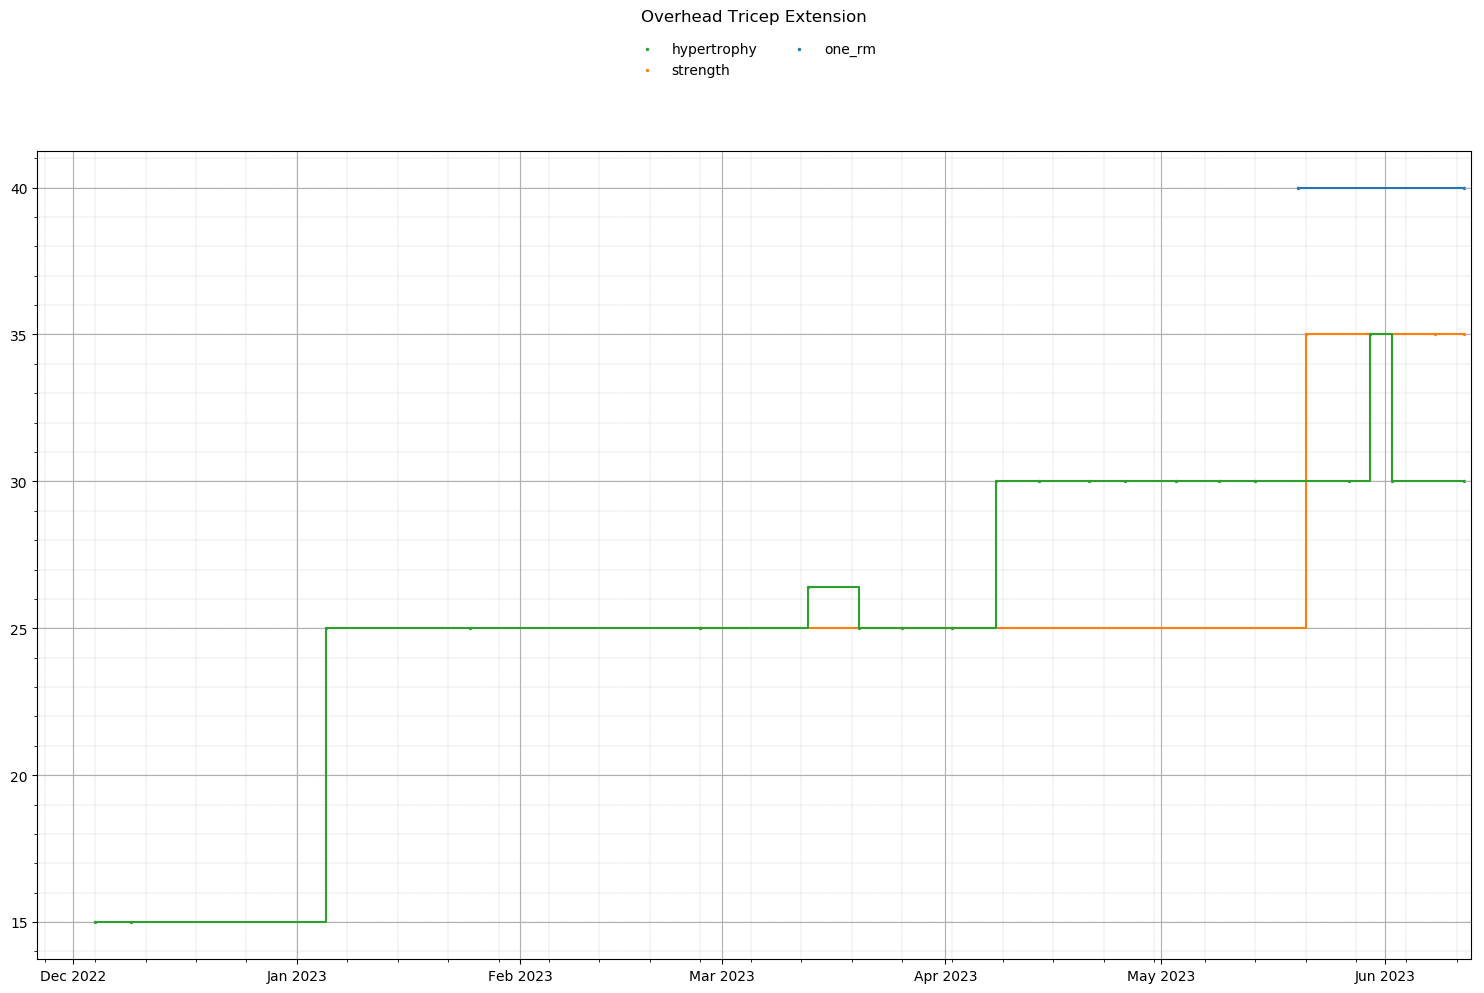 Overhead Tricep Extension
hypertrophy
strength
one_rm
40
35
30
25
20
15
Dec 2022
Jan 2023
Feb 2023
Mar 2023
Apr 2023
May 2023
Jun 2023